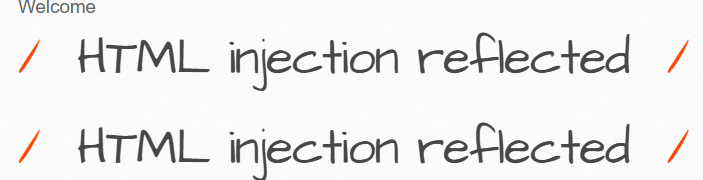 Welcome
/ HTML injection reflected /
/ HTML injection reflected /